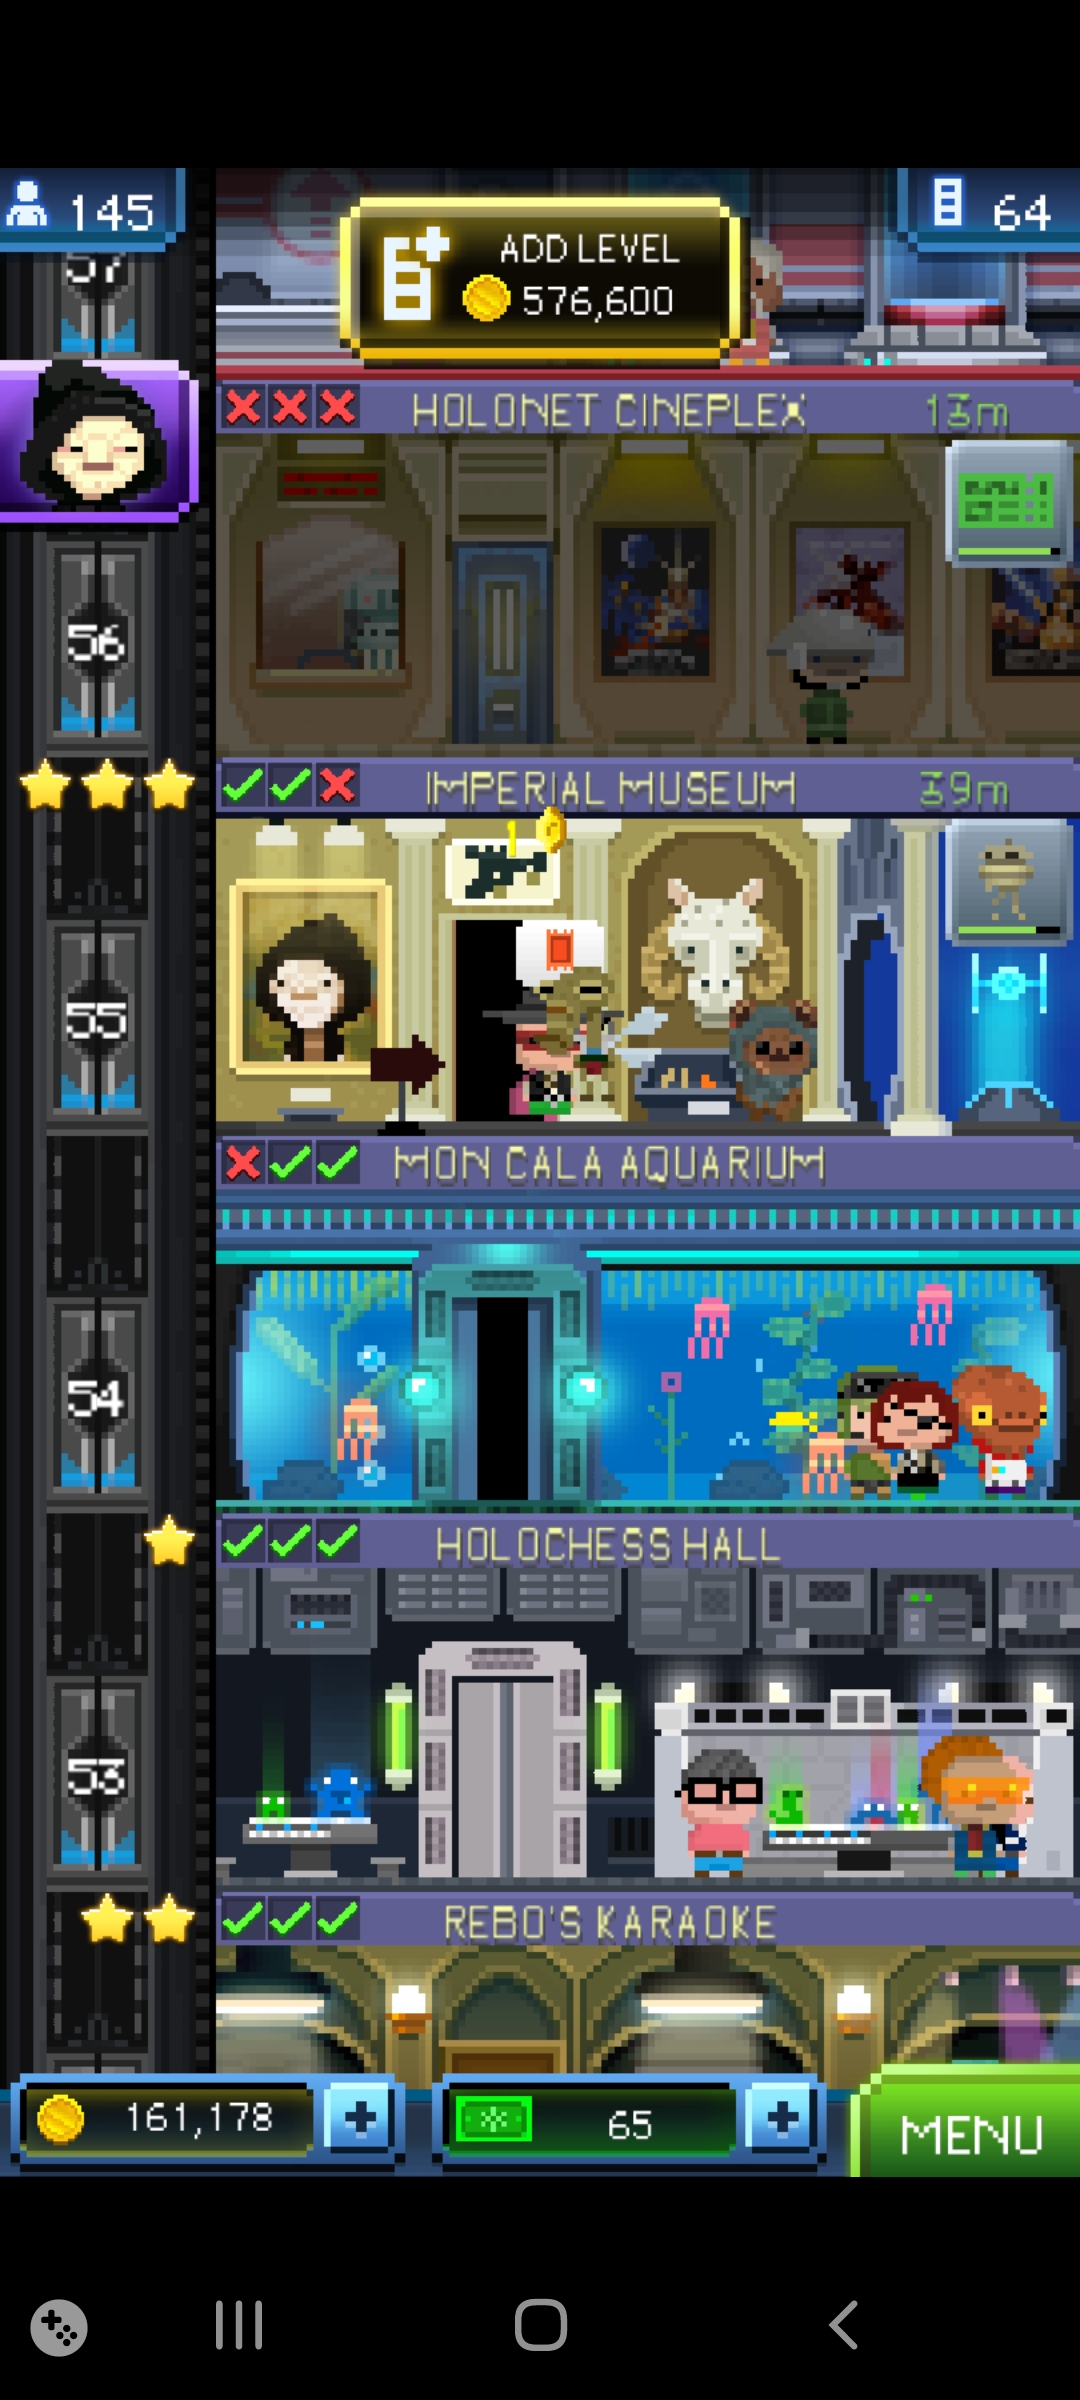 145
ADD LEVEL
576,600
64
57
HOLONET CINEPLEX 13m
56
IMPERIAL MUSEUM 39m
1
55
MON CALA AQUARIUM
54
HOLOCHESS HALL
53
REBO'S KARAOKE
161,178 + 65 + MENU